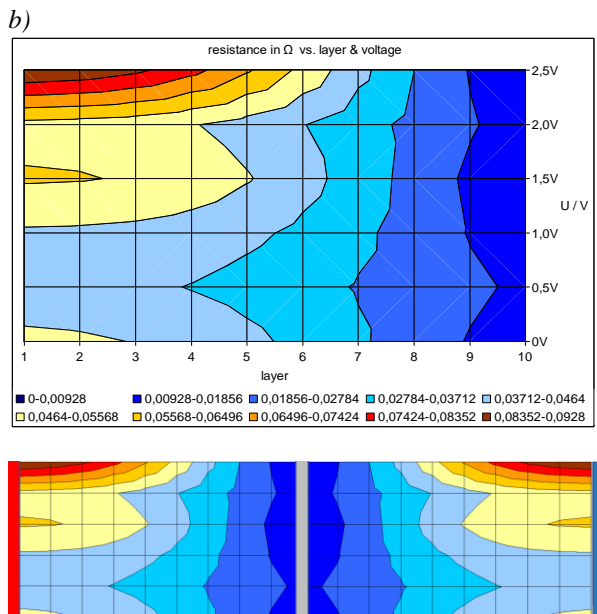 b)
resistance in Ω vs. layer & voltage
2,5V
2,0V
1,5V
U / V
1,0V
0,5V
0V
1 2 3 4 5 6 7 8 9 10
layer
0-0,00928 0,00928-0,01856 0,01856-0,02784 0,02784-0,03712 0,03712-0,0464
0,0464-0,05568 0,05568-0,06496 0,06496-0,07424 0,07424-0,08352 0,08352-0,0928